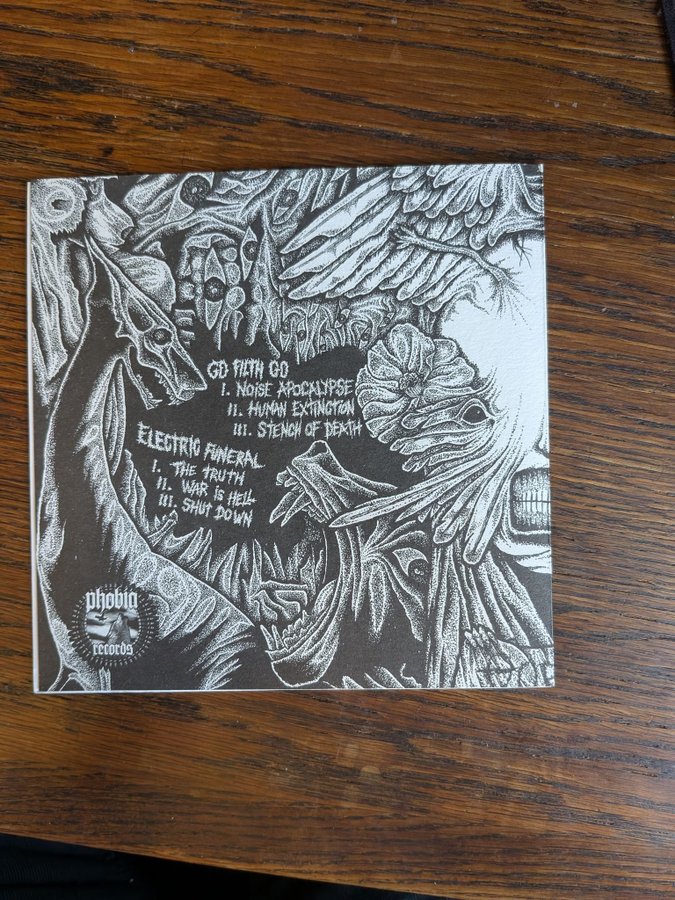 GO FILTH GO
I. NOISE APOCALYPSE
II. HUMAN EXTINCTION
III. STENCH OF DEATH
ELECTRIC FUNERAL
I. THE TRUTH
II. WAR IS HELL
III. SHUT DOWN
phobia
records